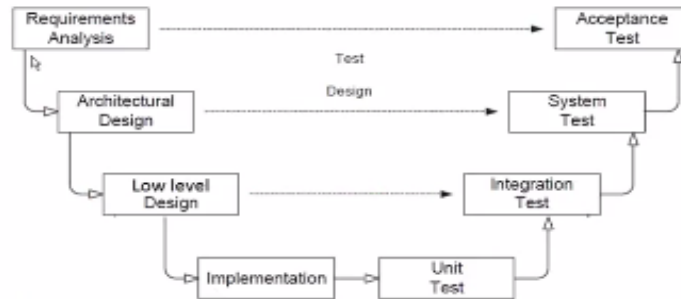 Requirements
Analysis
Acceptance
Test
Test
Design
Architectural
Design
System
Test
Low level
Design
Integration
Test
Implementation
Unit
Test